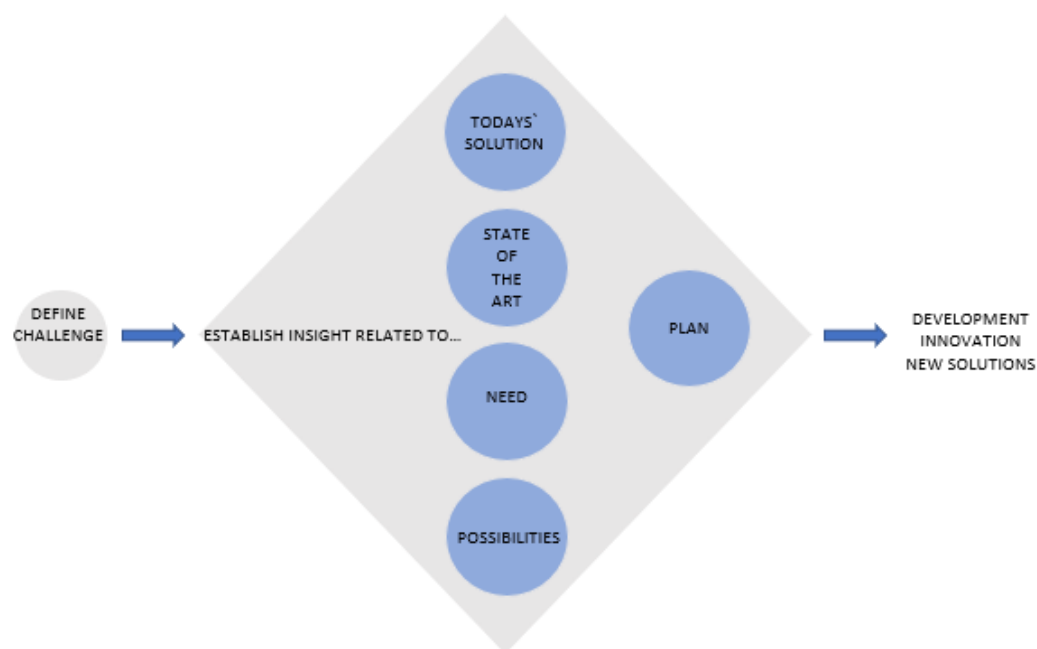 DEFINE
CHALLENGE
ESTABLISH INSIGHT RELATED TO...
TODAYS`
SOLUTION
STATE
OF
THE
ART
NEED
POSSIBILITIES
PLAN
DEVELOPMENT
INNOVATION
NEW SOLUTIONS